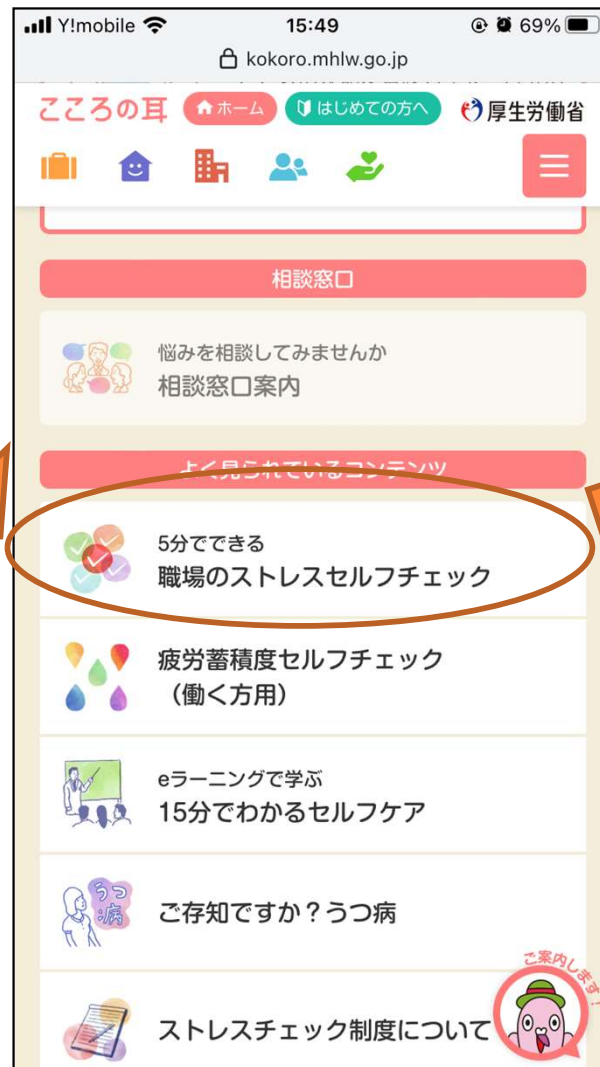 Y!mobile 15:49 69%
kokoro.mhlw.go.jp
こころの耳 ホーム はじめての方へ 厚生労働省
相談窓口
悩みを相談してみませんか
相談窓口案内
よく見られているコンテンツ
5分でできる
職場のストレスセルフチェック
疲労蓄積度セルフチェック
（働く方用）
eラーニングで学ぶ
15分でわかるセルフケア
うつ
病
ご存知ですか？うつ病
ご案内します！
ストレスチェック制度について